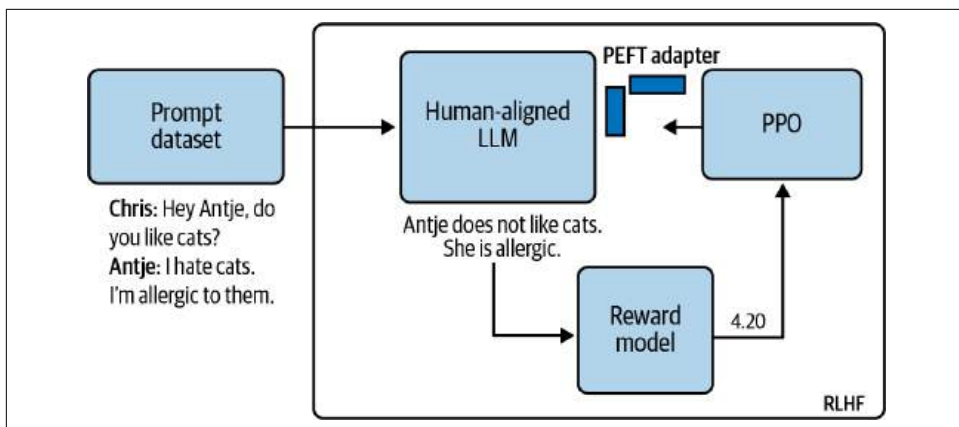 Prompt
dataset
Chris: Hey Antje, do
you like cats?
Antje: I hate cats.
I'm allergic to them.
Human-aligned
LLM
Antje does not like cats.
She is allergic.
PEFT adapter
PPO
Reward
model
4.20
RLHF